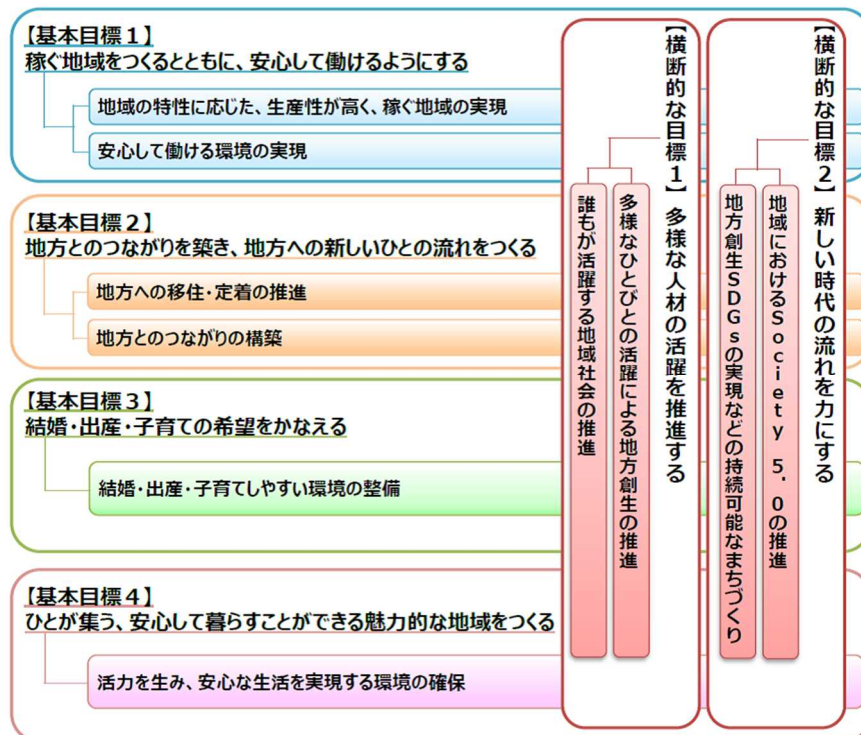 【基本目標１】
稼ぐ地域をつくるとともに、安心して働けるようにする
地域の特性に応じた、生産性が高く、稼ぐ地域の実現
安心して働ける環境の実現
【基本目標２】
地方とのつながりを築き、地方への新しいひとの流れをつくる
地方への移住・定着の推進
地方とのつながりの構築
【基本目標３】
結婚・出産・子育ての希望をかなえる
結婚・出産・子育てしやすい環境の整備
【基本目標４】
ひとが集う、安心して暮らすことができる魅力的な地域をつくる
活力を生み、安心な生活を実現する環境の確保
【横断的な目標１】多様な人材の活躍を推進する
多様なひとびとの活躍による地方創生の推進
誰もが活躍する地域社会の推進
【横断的な目標２】新しい時代の流れを力にする
地域におけるＳｏｃｉｅｔｙ ５．０の推進
地方創生ＳＤＧｓの実現などの持続可能なまちづくり